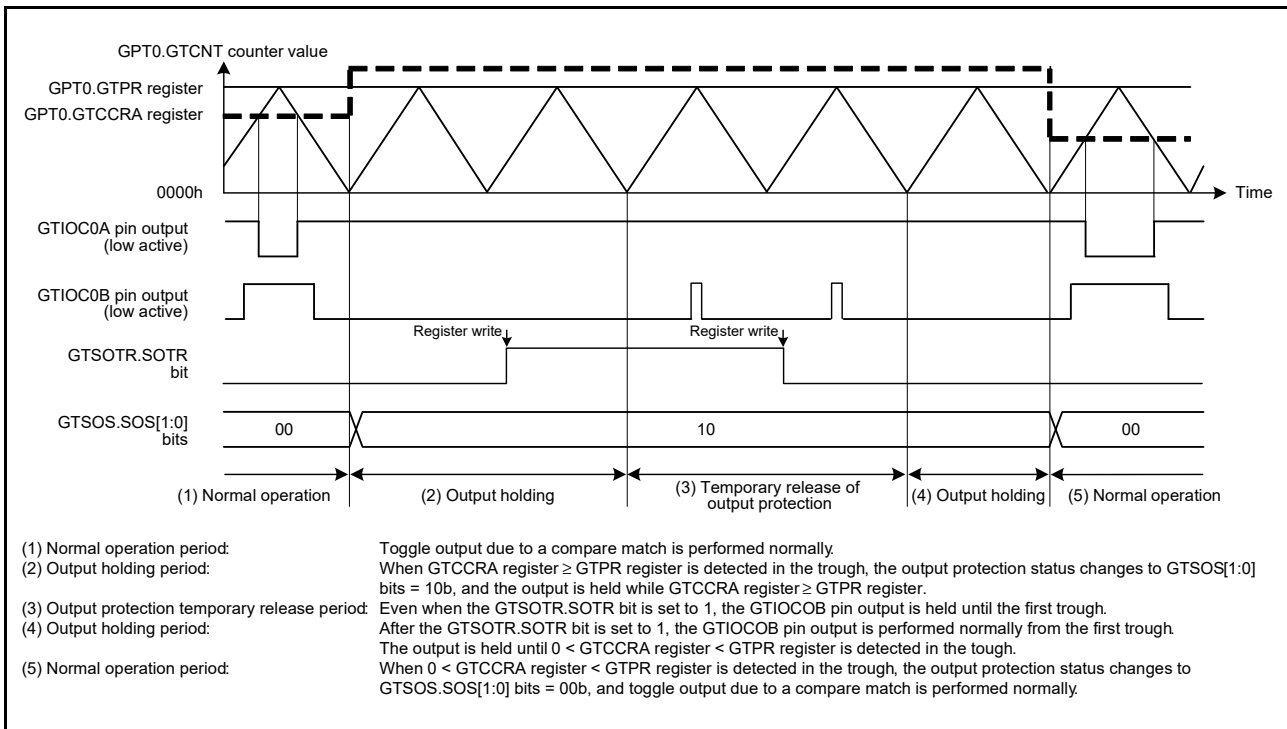 GPT0.GTCNT counter value
GPT0.GTPR register
GPT0.GTCCRA register
0000h
Time
GTIOC0A pin output
(low active)
GTIOC0B pin output
(low active)
Register write
Register write
GTSOTR.SOTR
bit
GTSOS.SOS[1:0]
bits
00
10
00
(1) Normal operation
(2) Output holding
(3) Temporary release of
output protection
(4) Output holding
(5) Normal operation
(1) Normal operation period: Toggle output due to a compare match is performed normally.
(2) Output holding period: When GTCCRA register ≥ GTPR register is detected in the trough, the output protection status changes to GTSOS[1:0]
bits = 10b, and the output is held while GTCCRA register ≥ GTPR register.
(3) Output protection temporary release period: Even when the GTSOTR.SOTR bit is set to 1, the GTIOCOB pin output is held until the first trough.
(4) Output holding period: After the GTSOTR.SOTR bit is set to 1, the GTIOCOB pin output is performed normally from the first trough.
The output is held until 0 < GTCCRA register < GTPR register is detected in the tough.
(5) Normal operation period: When 0 < GTCCRA register < GTPR register is detected in the trough, the output protection status changes to
GTSOS.SOS[1:0] bits = 00b, and toggle output due to a compare match is performed normally.